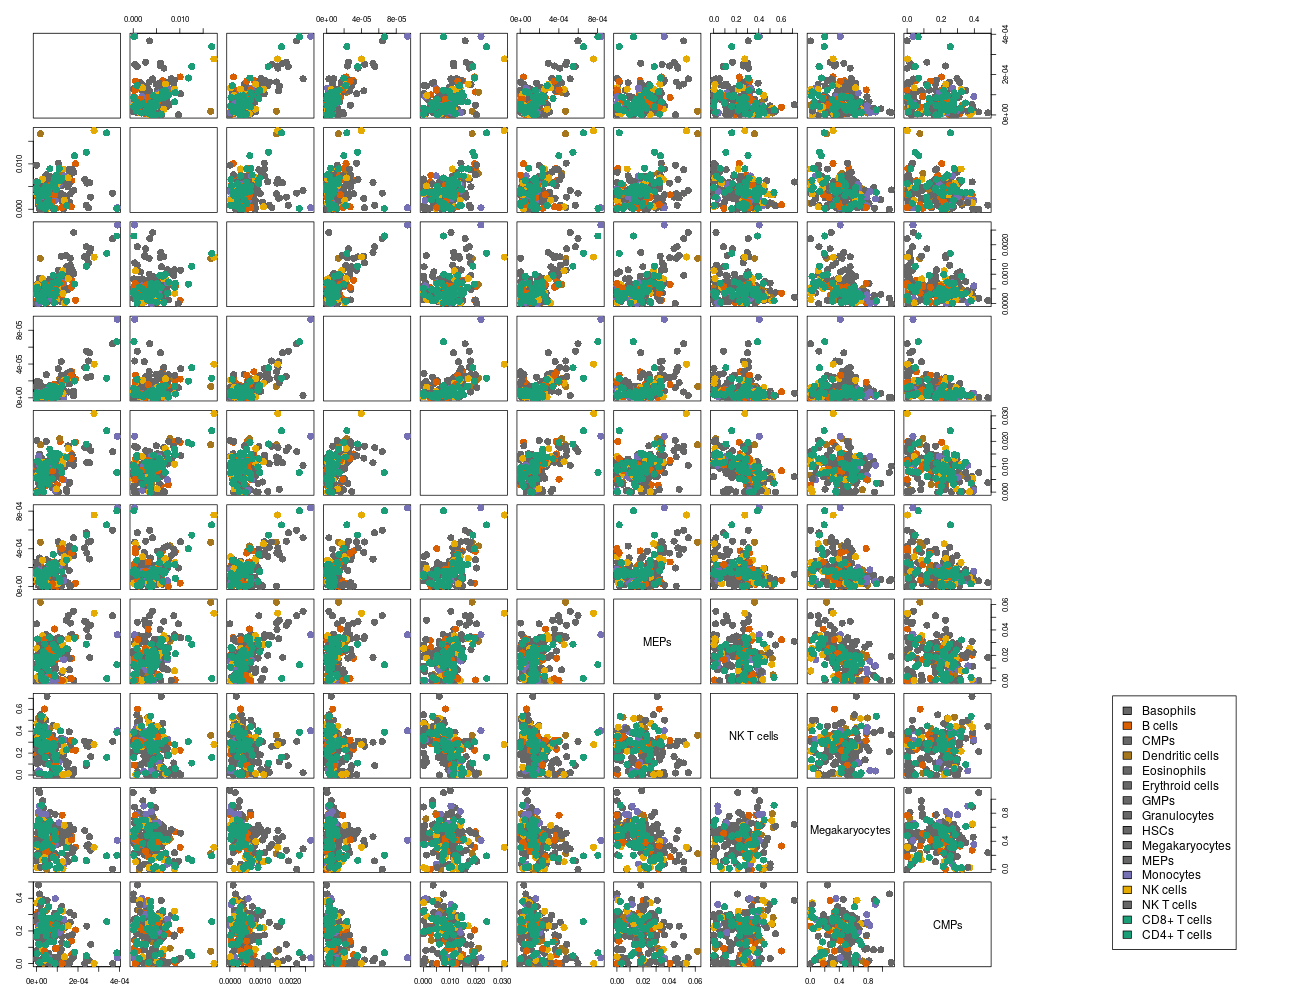 0.000 0.010 0e+00 4e-05 8e-05 0e+00 4e-04 8e-04 0.0 0.2 0.4 0.6 0.0 0.2 0.4
0e+00 2e-04 4e-04
0.000 0.010
0.0000 0.0010 0.0020
0e+00 4e-05 8e-05
0.000 0.010 0.020 0.030
0e+00 4e-04 8e-04
MEPs
0.00 0.02 0.04 0.06
0.0 0.2 0.4 0.6
NK T cells
Megakaryocytes
0.0 0.4 0.8
0.0 0.2 0.4
CMPs
0e+00 2e-04 4e-04 0.0000 0.0010 0.0020 0.000 0.010 0.020 0.030 0.00 0.02 0.04 0.06 0.0 0.4 0.8
Basophils
B cells
CMPs
Dendritic cells
Eosinophils
Erythroid cells
GMPs
Granulocytes
HSCs
Megakaryocytes
MEPs
Monocytes
NK cells
NK T cells
CD8+ T cells
CD4+ T cells